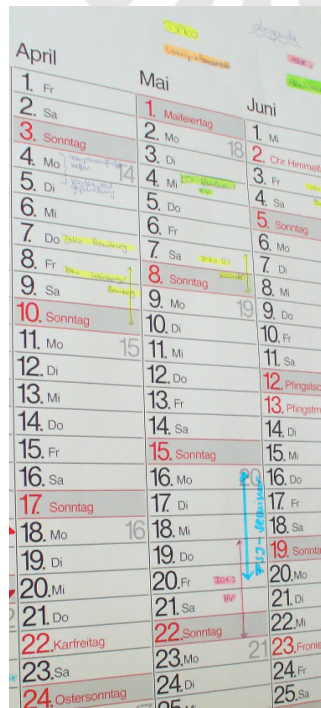 Öko
April
1. Fr
2. Sa
3. Sonntag
4. Mo 14
5. Di
6. Mi
7. Do Öko
8. Fr Öko
9. Sa
10. Sonntag
11. Mo 15
12. Di
13. Mi
14. Do
15. Fr
16. Sa
17. Sonntag
18. Mo 16
19. Di
20. Mi
21. Do
22. Karfreitag
23. Sa
24. Ostersonntag
Mai
1. Maifeiertag
2. Mo 18
3. Di
4. Mi
5. Do
6. Fr
7. Sa Öko
8. Sonntag
9. Mo 19
10. Di
11. Mi
12. Do
13. Fr
14. Sa
15. Sonntag
16. Mo 20
17. Di
18. Mi
19. Do
20. Fr
21. Sa
22. Sonntag
23. Mo 21
24. Di
FSJ-Seminar
Juni
1. Mi
2. Chr. Himmelf
3. Fr
4. Sa
5. Sonntag
6. Mo
7. Di
8. Mi
9. Do
10. Fr
11. Sa
12. Pfingstso
13. Pfingstm
14. Di
15. Mi
16. Do
17. Fr
18. Sa
19. Sonnta
20. Mo
21. Di
22. Mi
23. Fronle
24. Fr
25. Sa